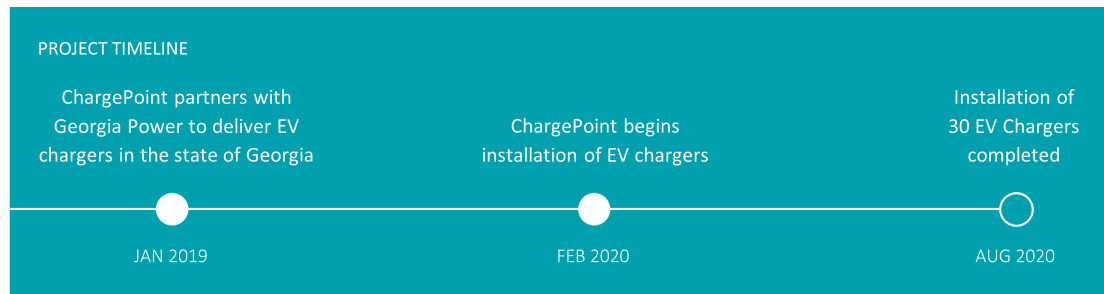 PROJECT TIMELINE
ChargePoint partners with
Georgia Power to deliver EV
chargers in the state of Georgia
JAN 2019
ChargePoint begins
installation of EV chargers
FEB 2020
Installation of
30 EV Chargers
completed
AUG 2020